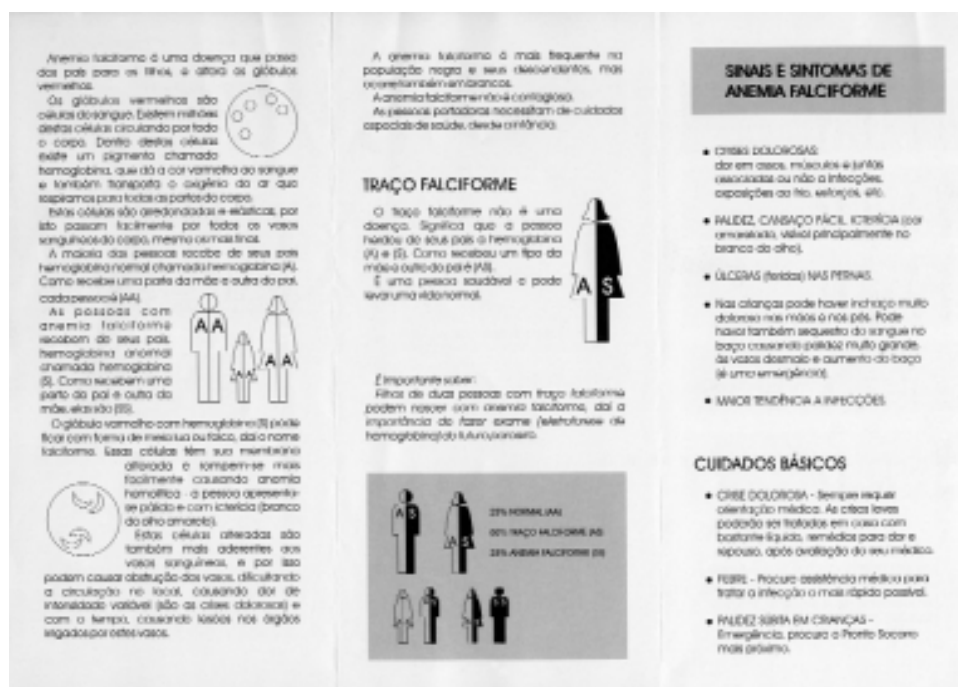 Anemia falciforme é uma doença que passa
dos pais para os filhos, e altera os glóbulos
vermelhos.
Os glóbulos vermelhos são
células do sangue. Existem milhões
destas células circulando por todo
o corpo. Dentro destas células
existe um pigmento chamado
hemoglobina, que dá a cor vermelha ao sangue
e também transporta o oxigênio do ar que
respiramos para todas as partes do corpo.
Estas células são arredondadas e elásticas, por
isto passam facilmente por todos os vasos
sanguíneos do corpo, mesmo os mais finos.
A maioria das pessoas recebe de seus pais
hemoglobina normal chamada hemoglobina (A).
Como recebe uma parte da mãe e outra do pai,
cada pessoa é (AA).
As pessoas com
anemia falciforme
recebem de seus pais,
hemoglobina anormal
chamada hemoglobina
(S). Como recebem uma
parte do pai e outra da
mãe, elas são (SS).
A A
A A
A A
O glóbulo vermelho com hemoglobina (S) pode
ficar com forma de meia lua ou foice, daí o nome
falciforme. Essas células têm sua membrana
alterada e rompem-se mais
facilmente causando anemia
hemolítica - a pessoa apresenta-
se pálida e com icterícia (branco
do olho amarelo).
Estas células alteradas são
também mais aderentes aos
vasos sanguíneos, e por isso
podem causar obstrução dos vasos, dificultando
a circulação no local, causando dor de
intensidade variável (são as crises dolorosas) e
com o tempo, causando lesões nos órgãos
irrigados por estes vasos.
A anemia falciforme é mais frequente na
população negra e seus descendentes, mas
ocorre também em brancos.
A anemia falciforme não é contagiosa.
As pessoas portadoras necessitam de cuidados
especiais de saúde, desde a infância.
TRAÇO FALCIFORME
O traço falciforme não é uma
doença. Significa que a pessoa
herdou de seus pais a hemoglobina
(A) e (S). Como recebeu um tipo da
mãe e outro do pai é (AS).
É uma pessoa saudável e pode
levar uma vida normal.
A S
É importante saber:
Filhos de duas pessoas com traço falciforme
podem nascer com anemia falciforme, daí a
importância de fazer exame (eletroforese de
hemoglobina) do futuro parceiro.
A S
A S
25% NORMAL (AA)
50% TRAÇO FALCIFORME (AS)
25% ANEMIA FALCIFORME (SS)
SINAIS E SINTOMAS DE
ANEMIA FALCIFORME
• CRISES DOLOROSAS:
dor em ossos, músculos e juntas
associadas ou não a infecções,
exposições ao frio, esforços, etc.
• PALIDEZ, CANSAÇO FÁCIL, ICTERÍCIA (cor
amarelada, visível principalmente no
branco do olho).
• ÚLCERAS (feridas) NAS PERNAS.
• Nas crianças pode haver inchaço muito
doloroso nas mãos e nos pés. Pode
haver também sequestro do sangue no
baço causando palidez muito grande,
às vezes desmaio e aumento do baço
(é uma emergência).
• MAIOR TENDÊNCIA A INFECÇÕES.
CUIDADOS BÁSICOS
• CRISE DOLOROSA - Sempre requer
orientação médica. As crises leves
poderão ser tratadas em casa com
bastante líquido, remédios para dor e
repouso, após avaliação do seu médico.
• FEBRE - Procure assistência médica para
tratar a infecção o mais rápido possível.
• PALIDEZ SÚBITA EM CRIANÇAS -
Emergência, procure o Pronto Socorro
mais próximo.